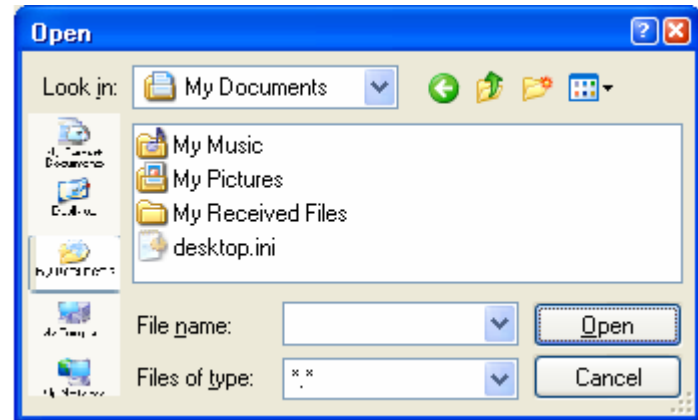 Open
Look in: My Documents
My Music
My Pictures
My Received Files
desktop.ini
Documents
File name: Open
Files of type: *.* Cancel